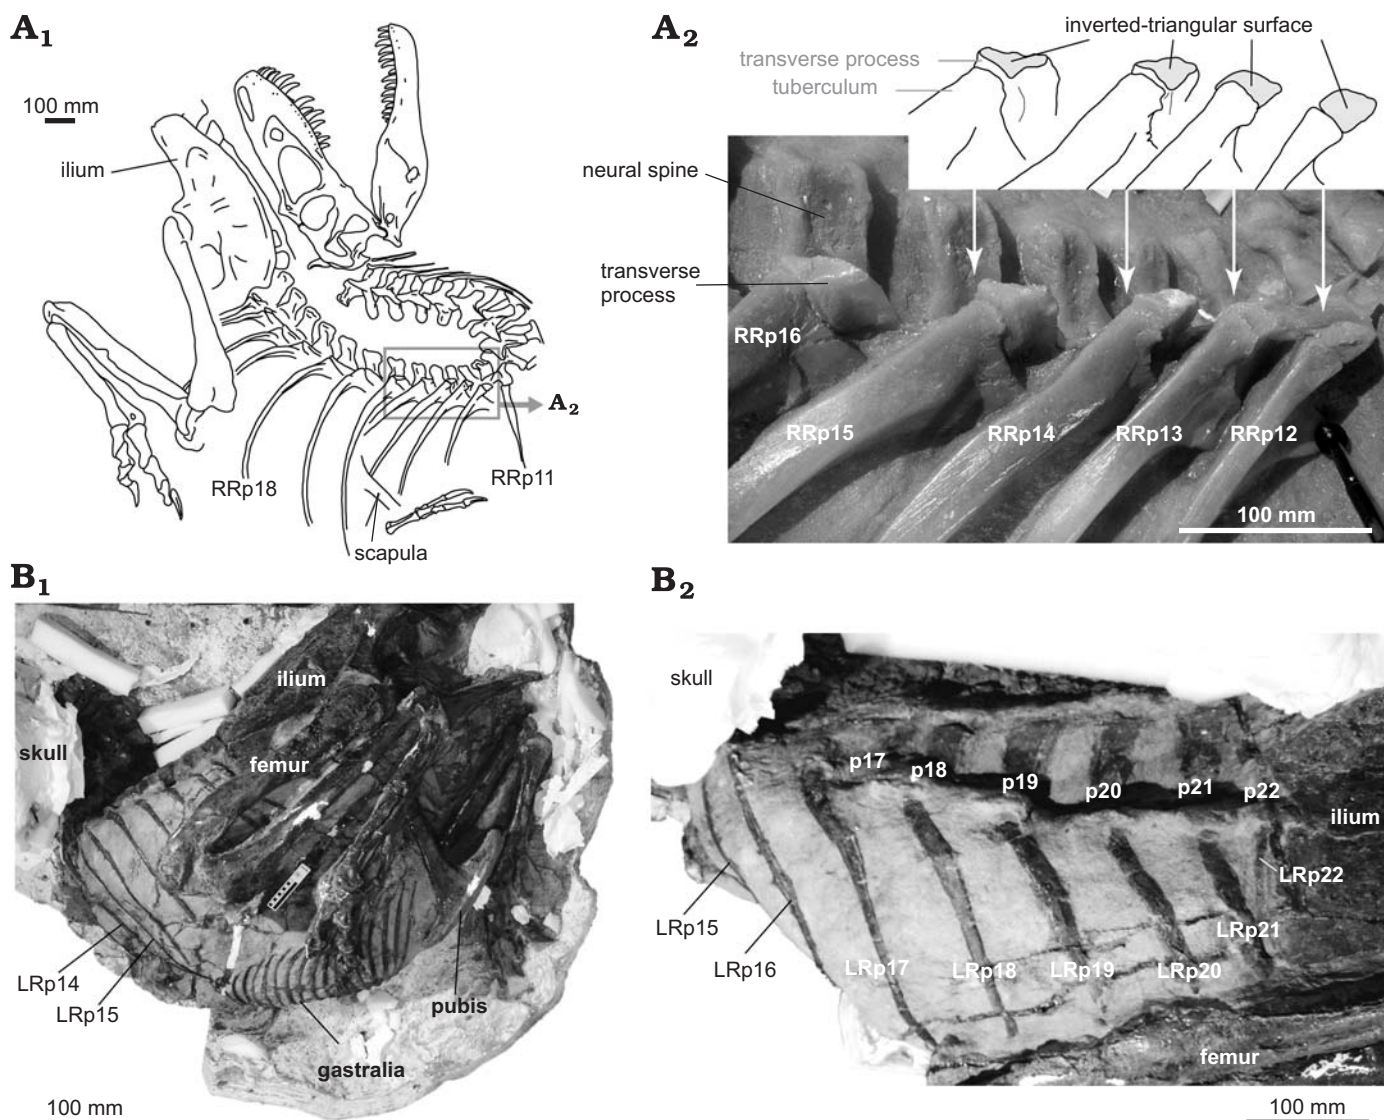 A1
100 mm
ilium
RRp18
RRp11
scapula
A2
A2
inverted-triangular surface
transverse process
tuberculum
neural spine
transverse
process
RRp16
RRp15
RRp14
RRp13
RRp12
100 mm
B1
ilium
skull
femur
LRp14
LRp15
pubis
gastralia
100 mm
B2
skull
p17
p18
p19
p20
p21
p22
ilium
LRp22
LRp15
LRp16
LRp17
LRp18
LRp19
LRp20
LRp21
femur
100 mm